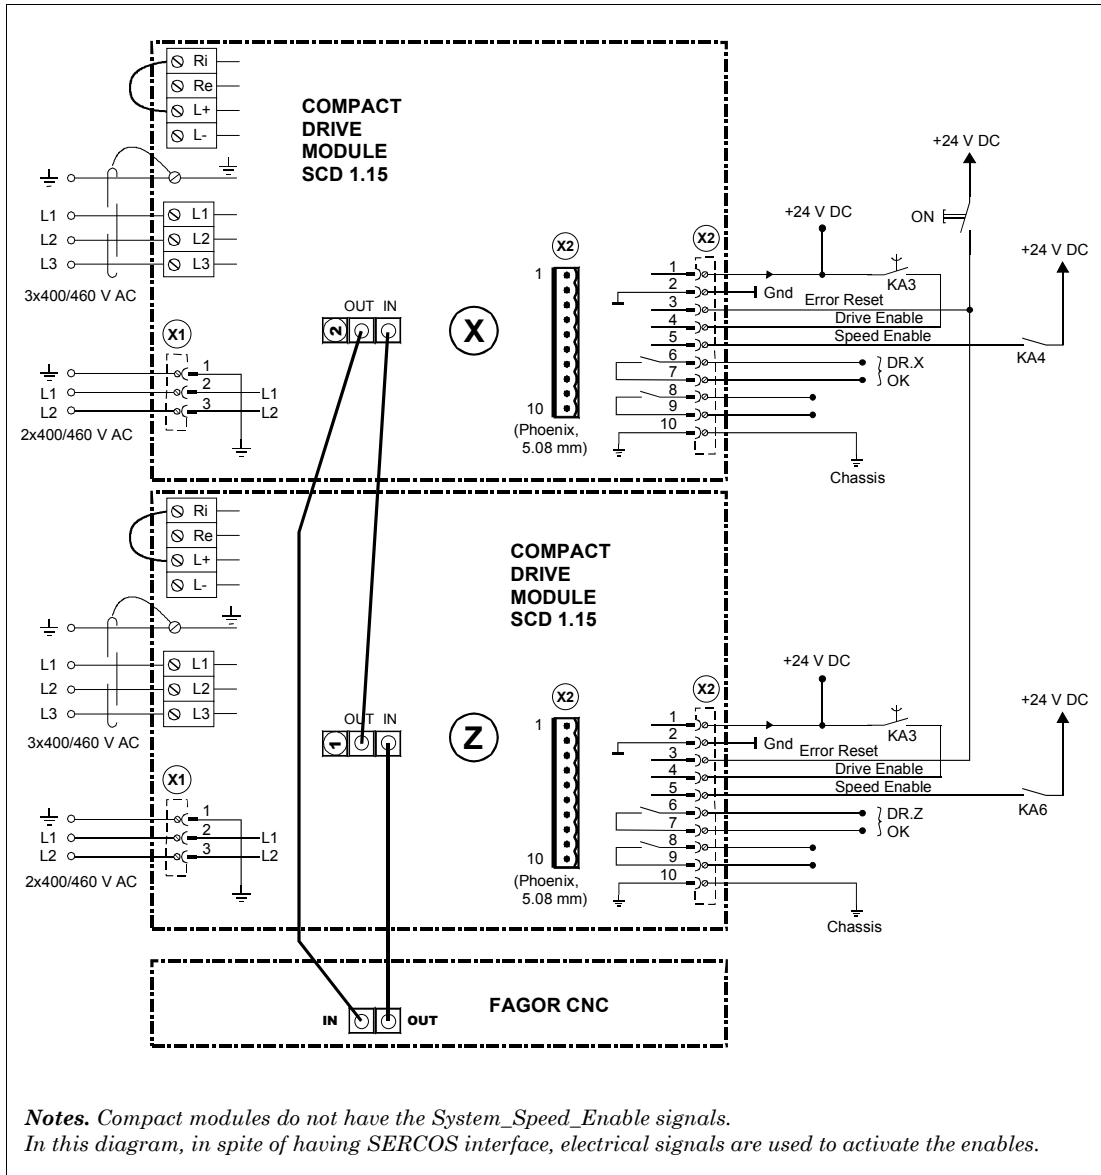 Ri
Re
L+
L-
COMPACT
DRIVE
MODULE
SCD 1.15
+24 V DC
L1
L2
L3
L1
L2
L3
3x400/460 V AC
+24 V DC
ON
+24 V DC
X2
1
10
(Phoenix,
5.08 mm)
X2
1
2
3
4
5
6
7
8
9
10
Gnd
KA3
Error Reset
Drive Enable
Speed Enable
KA4
DR.X
OK
Chassis
OUT IN
2
X
X1
1
2
3
L1
L2
L1
L2
2x400/460 V AC
Ri
Re
L+
L-
COMPACT
DRIVE
MODULE
SCD 1.15
L1
L2
L3
L1
L2
L3
3x400/460 V AC
+24 V DC
+24 V DC
X2
1
10
(Phoenix,
5.08 mm)
X2
1
2
3
4
5
6
7
8
9
10
Gnd
KA3
Error Reset
Drive Enable
Speed Enable
KA6
DR.Z
OK
Chassis
OUT IN
1
Z
X1
1
2
3
L1
L2
L1
L2
2x400/460 V AC
FAGOR CNC
IN
OUT
Notes. Compact modules do not have the System_Speed_Enable signals.
In this diagram, in spite of having SERCOS interface, electrical signals are used to activate the enables.